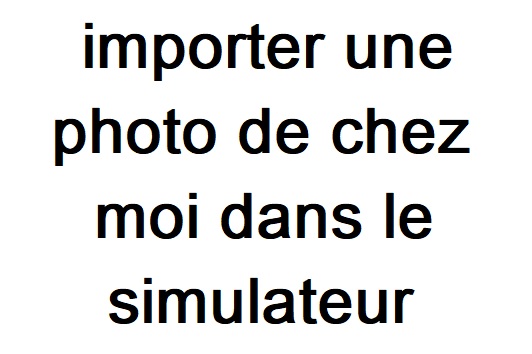 importer une
photo de chez
moi dans le
simulateur